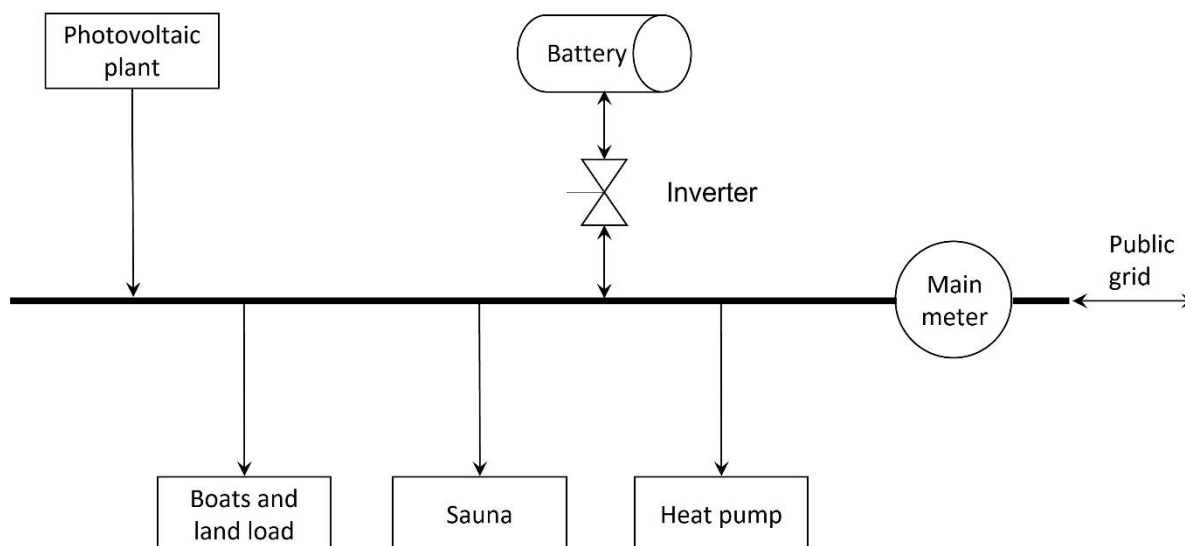 Photovoltaic
plant
Battery
Inverter
Public
grid
Main
meter
Boats and
land load
Sauna
Heat pump